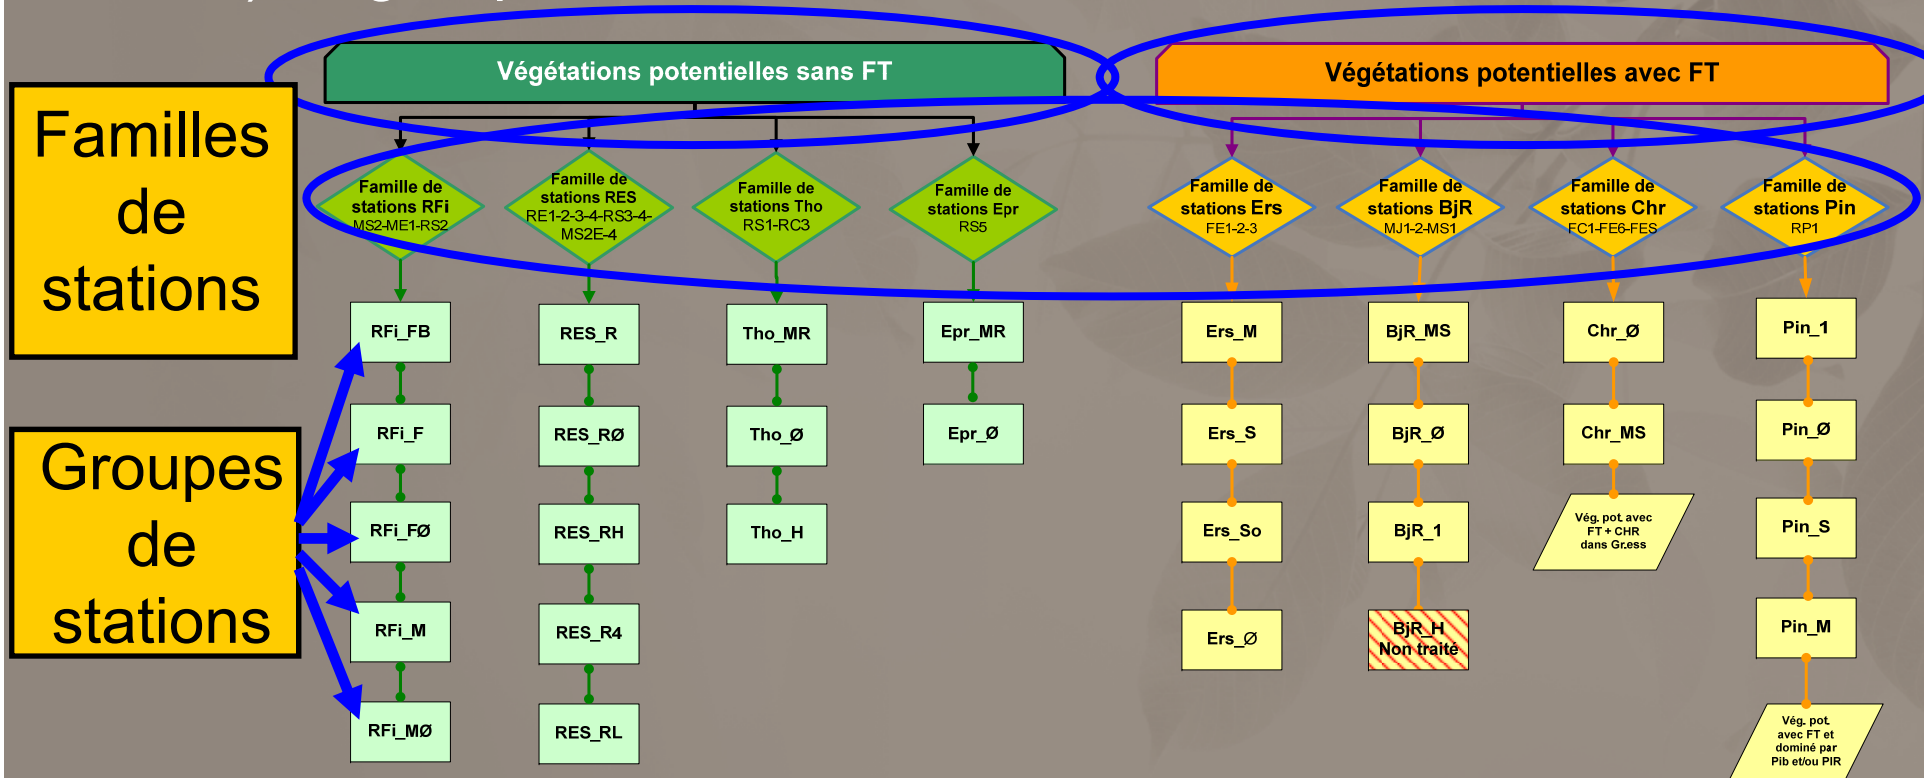 Végétations potentielles sans FT
Végétations potentielles avec FT
Familles
de
stations
Famille de
stations RFi
MS2-ME1-RS2
Famille de
stations RES
RE1-2-3-4-RS3-4-
MS2E-4
Famille de
stations Tho
RS1-RC3
Famille de
stations Epr
RS5
Famille de
stations Ers
FE1-2-3
Famille de
stations BjR
MJ1-2-MS1
Famille de
stations Chr
FC1-FE6-FES
Famille de
stations Pin
RP1
Groupes
de
stations
RFi_FB
RFi_F
RFi_FØ
RFi_M
RFi_MØ
RES_R
RES_RØ
RES_RH
RES_R4
RES_RL
Tho_MR
Tho_Ø
Tho_H
Epr_MR
Epr_Ø
Ers_M
Ers_S
Ers_So
Ers_Ø
BjR_MS
BjR_Ø
BjR_1
BjR_H
Non traité
Chr_Ø
Chr_MS
Vég. pot. avec
FT + CHR
dans Gr.ess
Pin_1
Pin_Ø
Pin_S
Pin_M
Vég. pot.
avec FT et
dominé par
Pib et/ou PIR